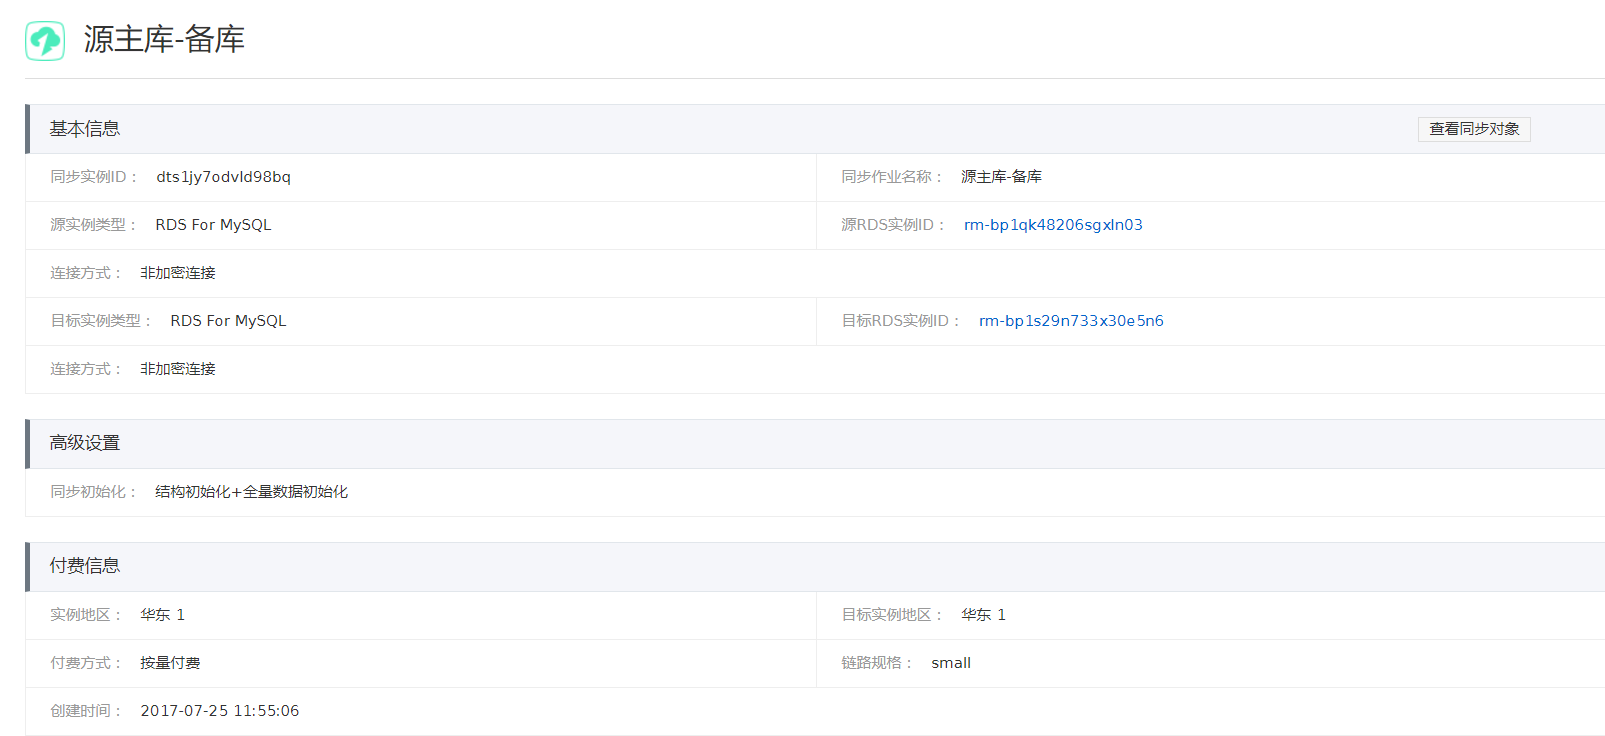 源主库-备库
基本信息
查看同步对象
同步实例ID： dts1jy7odvld98bq
同步作业名称： 源主库-备库
源实例类型： RDS For MySQL
源RDS实例ID： rm-bp1qk48206sgxln03
连接方式： 非加密连接
目标实例类型： RDS For MySQL
目标RDS实例ID： rm-bp1s29n733x30e5n6
连接方式： 非加密连接
高级设置
同步初始化： 结构初始化+全量数据初始化
付费信息
实例地区： 华东 1
目标实例地区： 华东 1
付费方式： 按量付费
链路规格： small
创建时间： 2017-07-25 11:55:06